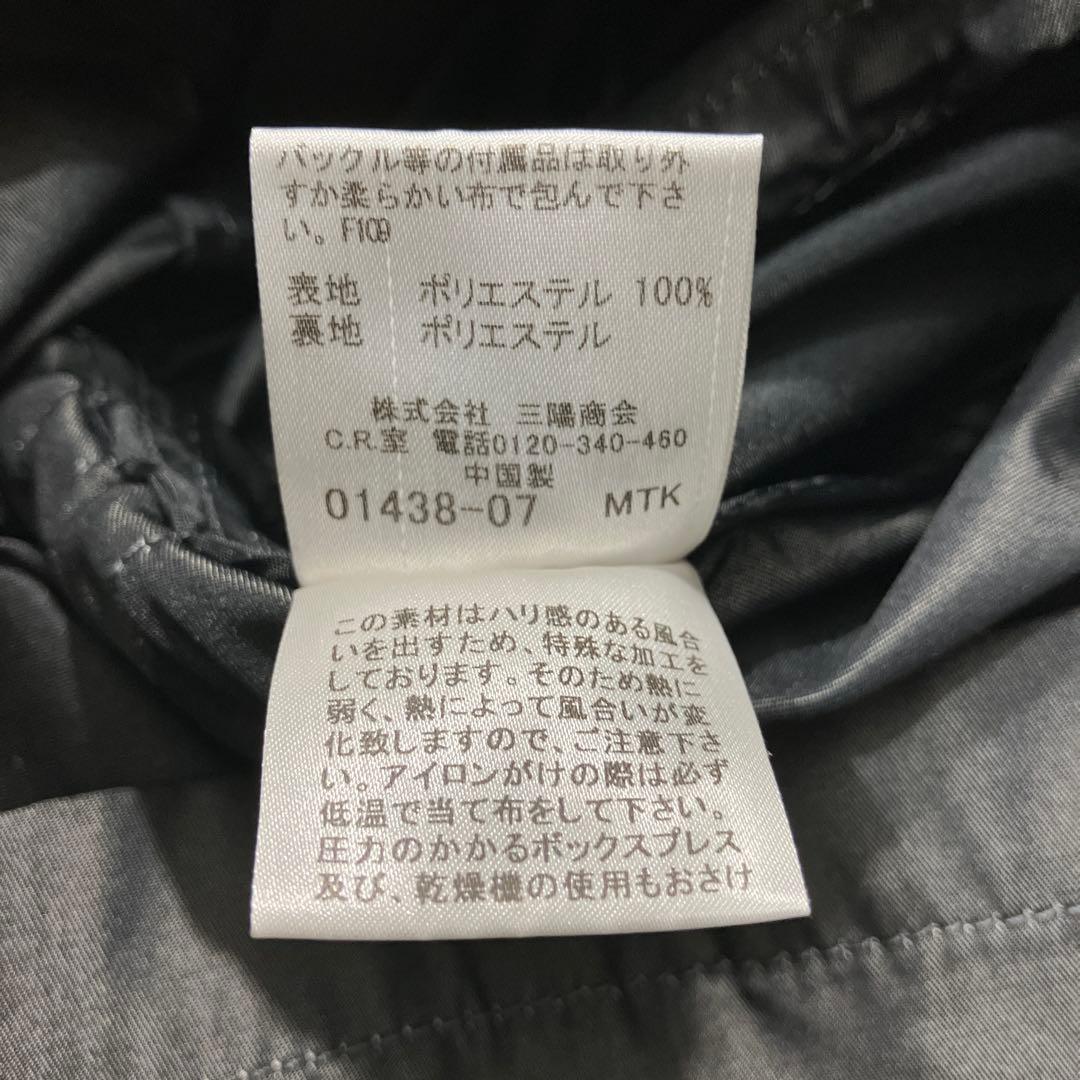 バックル等の付属品は取り外
すか柔らかい布で包んで下さ
い。F109
表地 ポリエステル 100%
裏地 ポリエステル
株式会社 三陽商会
C.R.室 電話0120-340-460
中国製
01438-07 MTK
この素材はハリ感のある風合
いを出すため、特殊な加工を
しております。そのため熱に
弱く、熱によって風合いが変
化致しますので、ご注意下さ
い。アイロンがけの際は必ず
低温で当て布をして下さい。
圧力のかかるボックスプレス
及び、乾燥機の使用もおさけ